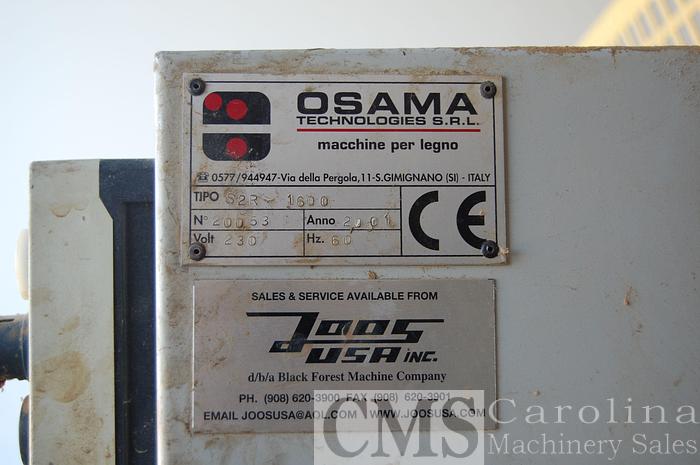 OSAMA
TECHNOLOGIES S.R.L.
macchine per legno
☎ 0577/944947-Via della Pergola,11-S.GIMIGNANO (SI) - ITALY
TIPO S2R - 1600
N° 20053 Anno 2001
Volt 230 Hz. 60
CE
SALES & SERVICE AVAILABLE FROM
Joos
USA INC.
d/b/a Black Forest Machine Company
PH. (908) 620-3900 FAX (908) 620-3901
EMAIL JOOSUSA@AOL.COM WWW.JOOSUSA.COM
CMS Carolina
Machinery Sales